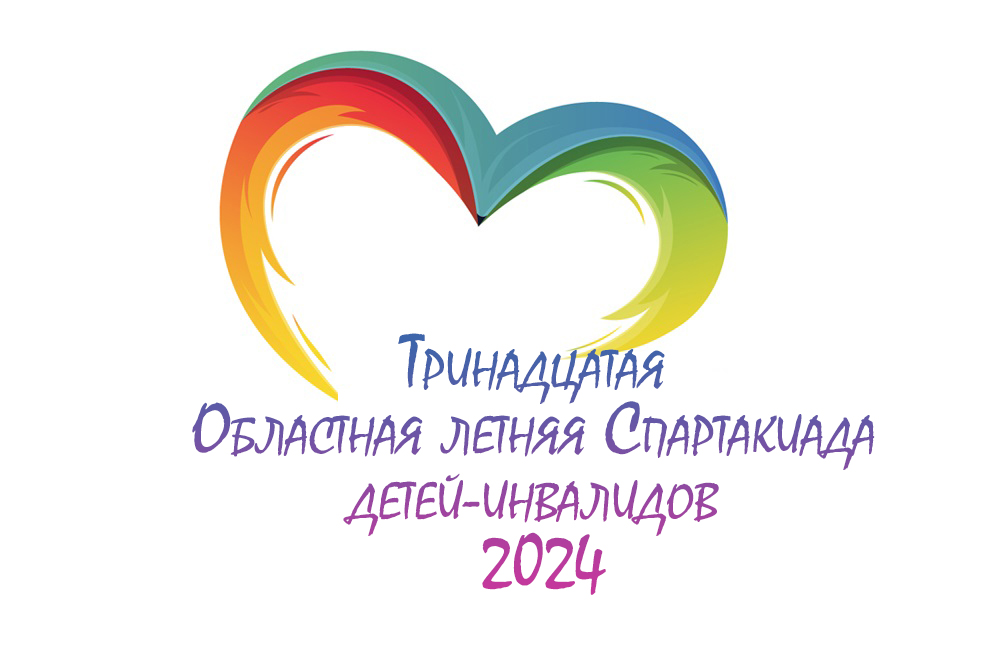 Тринадцатая
Областная летняя Спартакиада
детей-инвалидов
2024